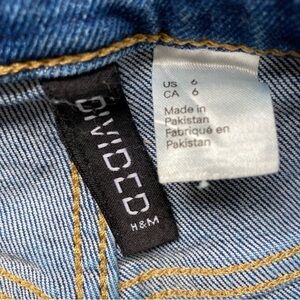 DIVIDED
H&M
US 6
CA 6
Made in
Pakistan
Fabriqué en
Pakistan